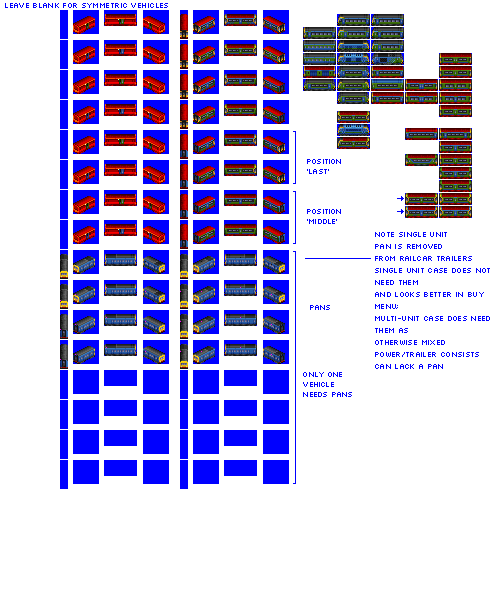 LEAVE BLANK FOR SYMMETRIC VEHICLES
POSITION
'LAST'
POSITION
'MIDDLE'
NOTE SINGLE UNIT
PAN IS REMOVED
FROM RAILCAR TRAILERS
SINGLE UNIT CASE DOES NOT
NEED THEM
AND LOOKS BETTER IN BUY
MENU;
MULTI-UNIT CASE DOES NEED
THEM AS
OTHERWISE MIXED
POWER/TRAILER CONSISTS
CAN LACK A PAN
PANS
ONLY ONE
VEHICLE
NEEDS PANS